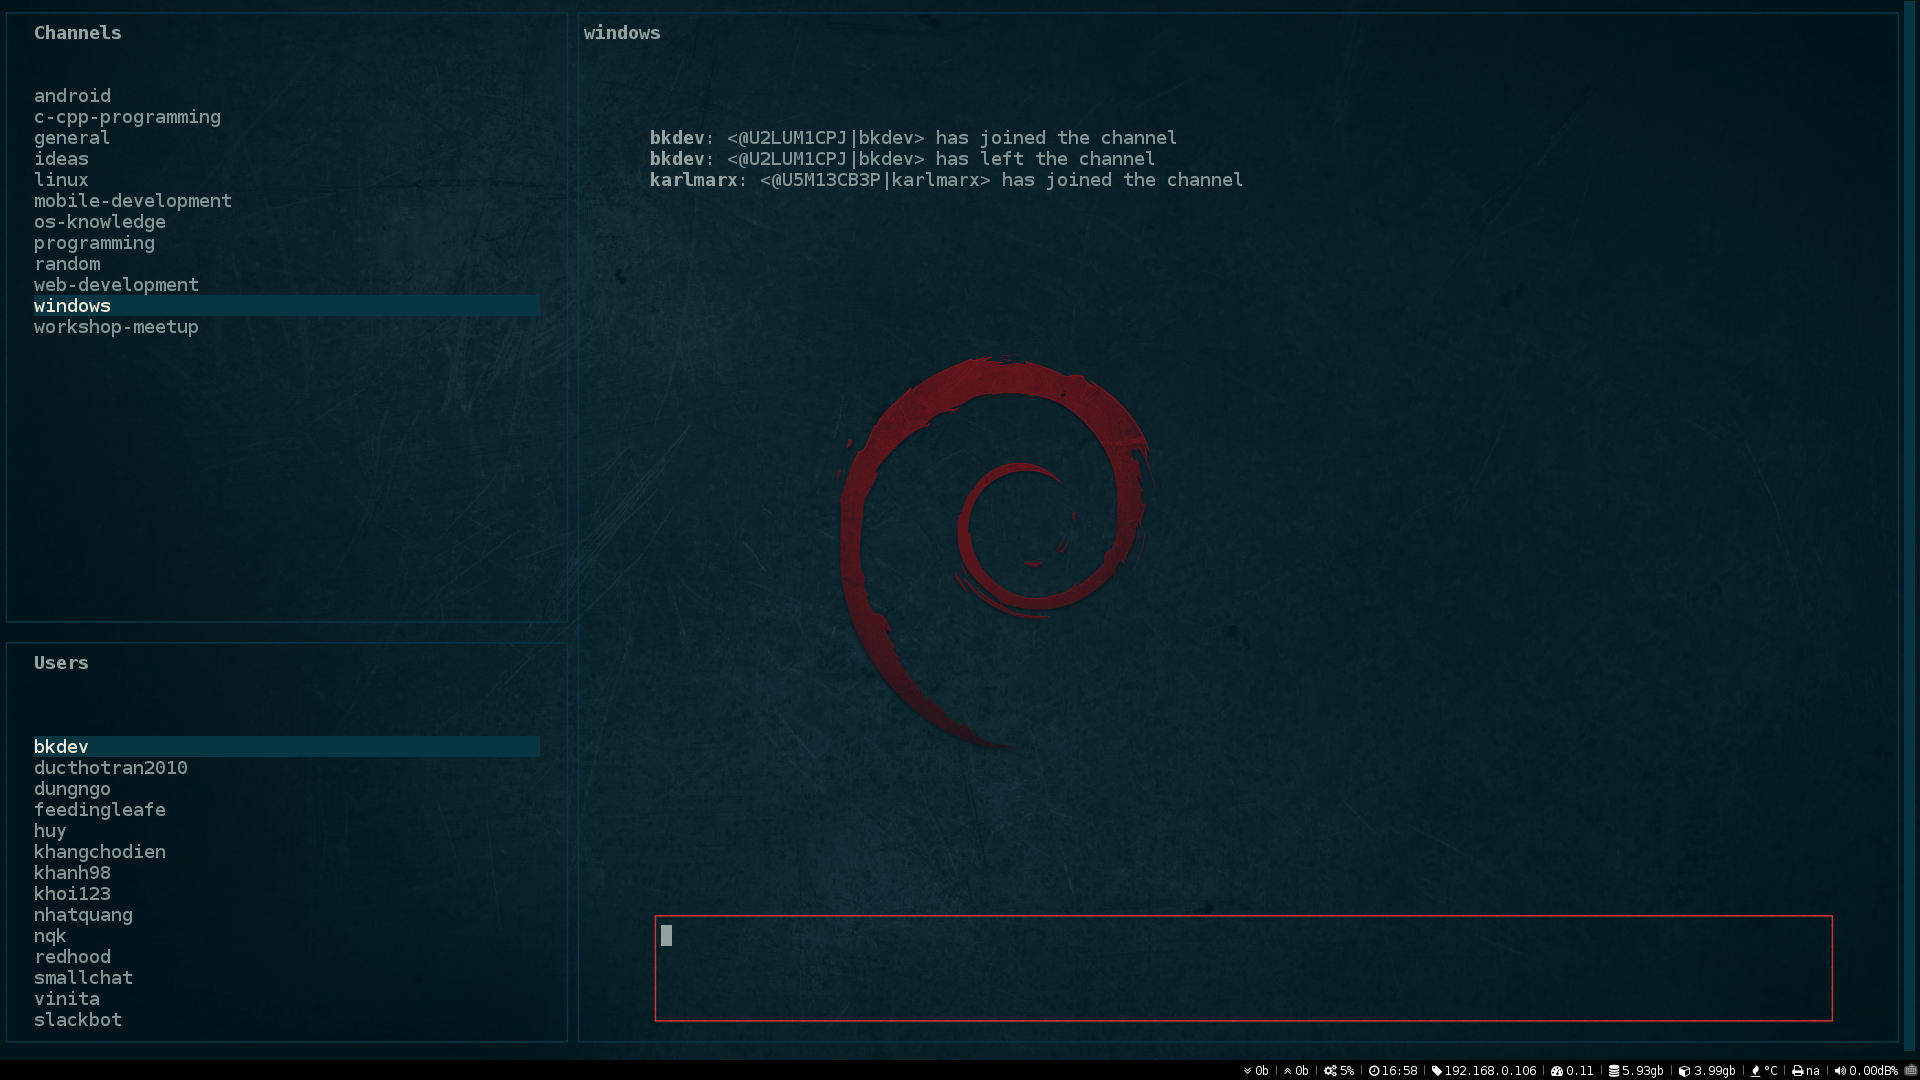 Channels
android
c-cpp-programming
general
ideas
linux
mobile-development
os-knowledge
programming
random
web-development
windows
workshop-meetup
Users
bkdev
ducthotran2010
dungngo
feedingleafe
huy
khangchodien
khanh98
khoi123
nhatquang
nqk
redhood
smallchat
vinita
slackbot
windows
bkdev: <@U2LUM1CPJ|bkdev> has joined the channel
bkdev: <@U2LUM1CPJ|bkdev> has left the channel
karlmarx: <@U5M13CB3P|karlmarx> has joined the channel
0b | 0b | 5% | 16:58 | 192.168.0.106 | 0.11 | 5.93gb | 3.99gb | °C | na | 0.00dB%